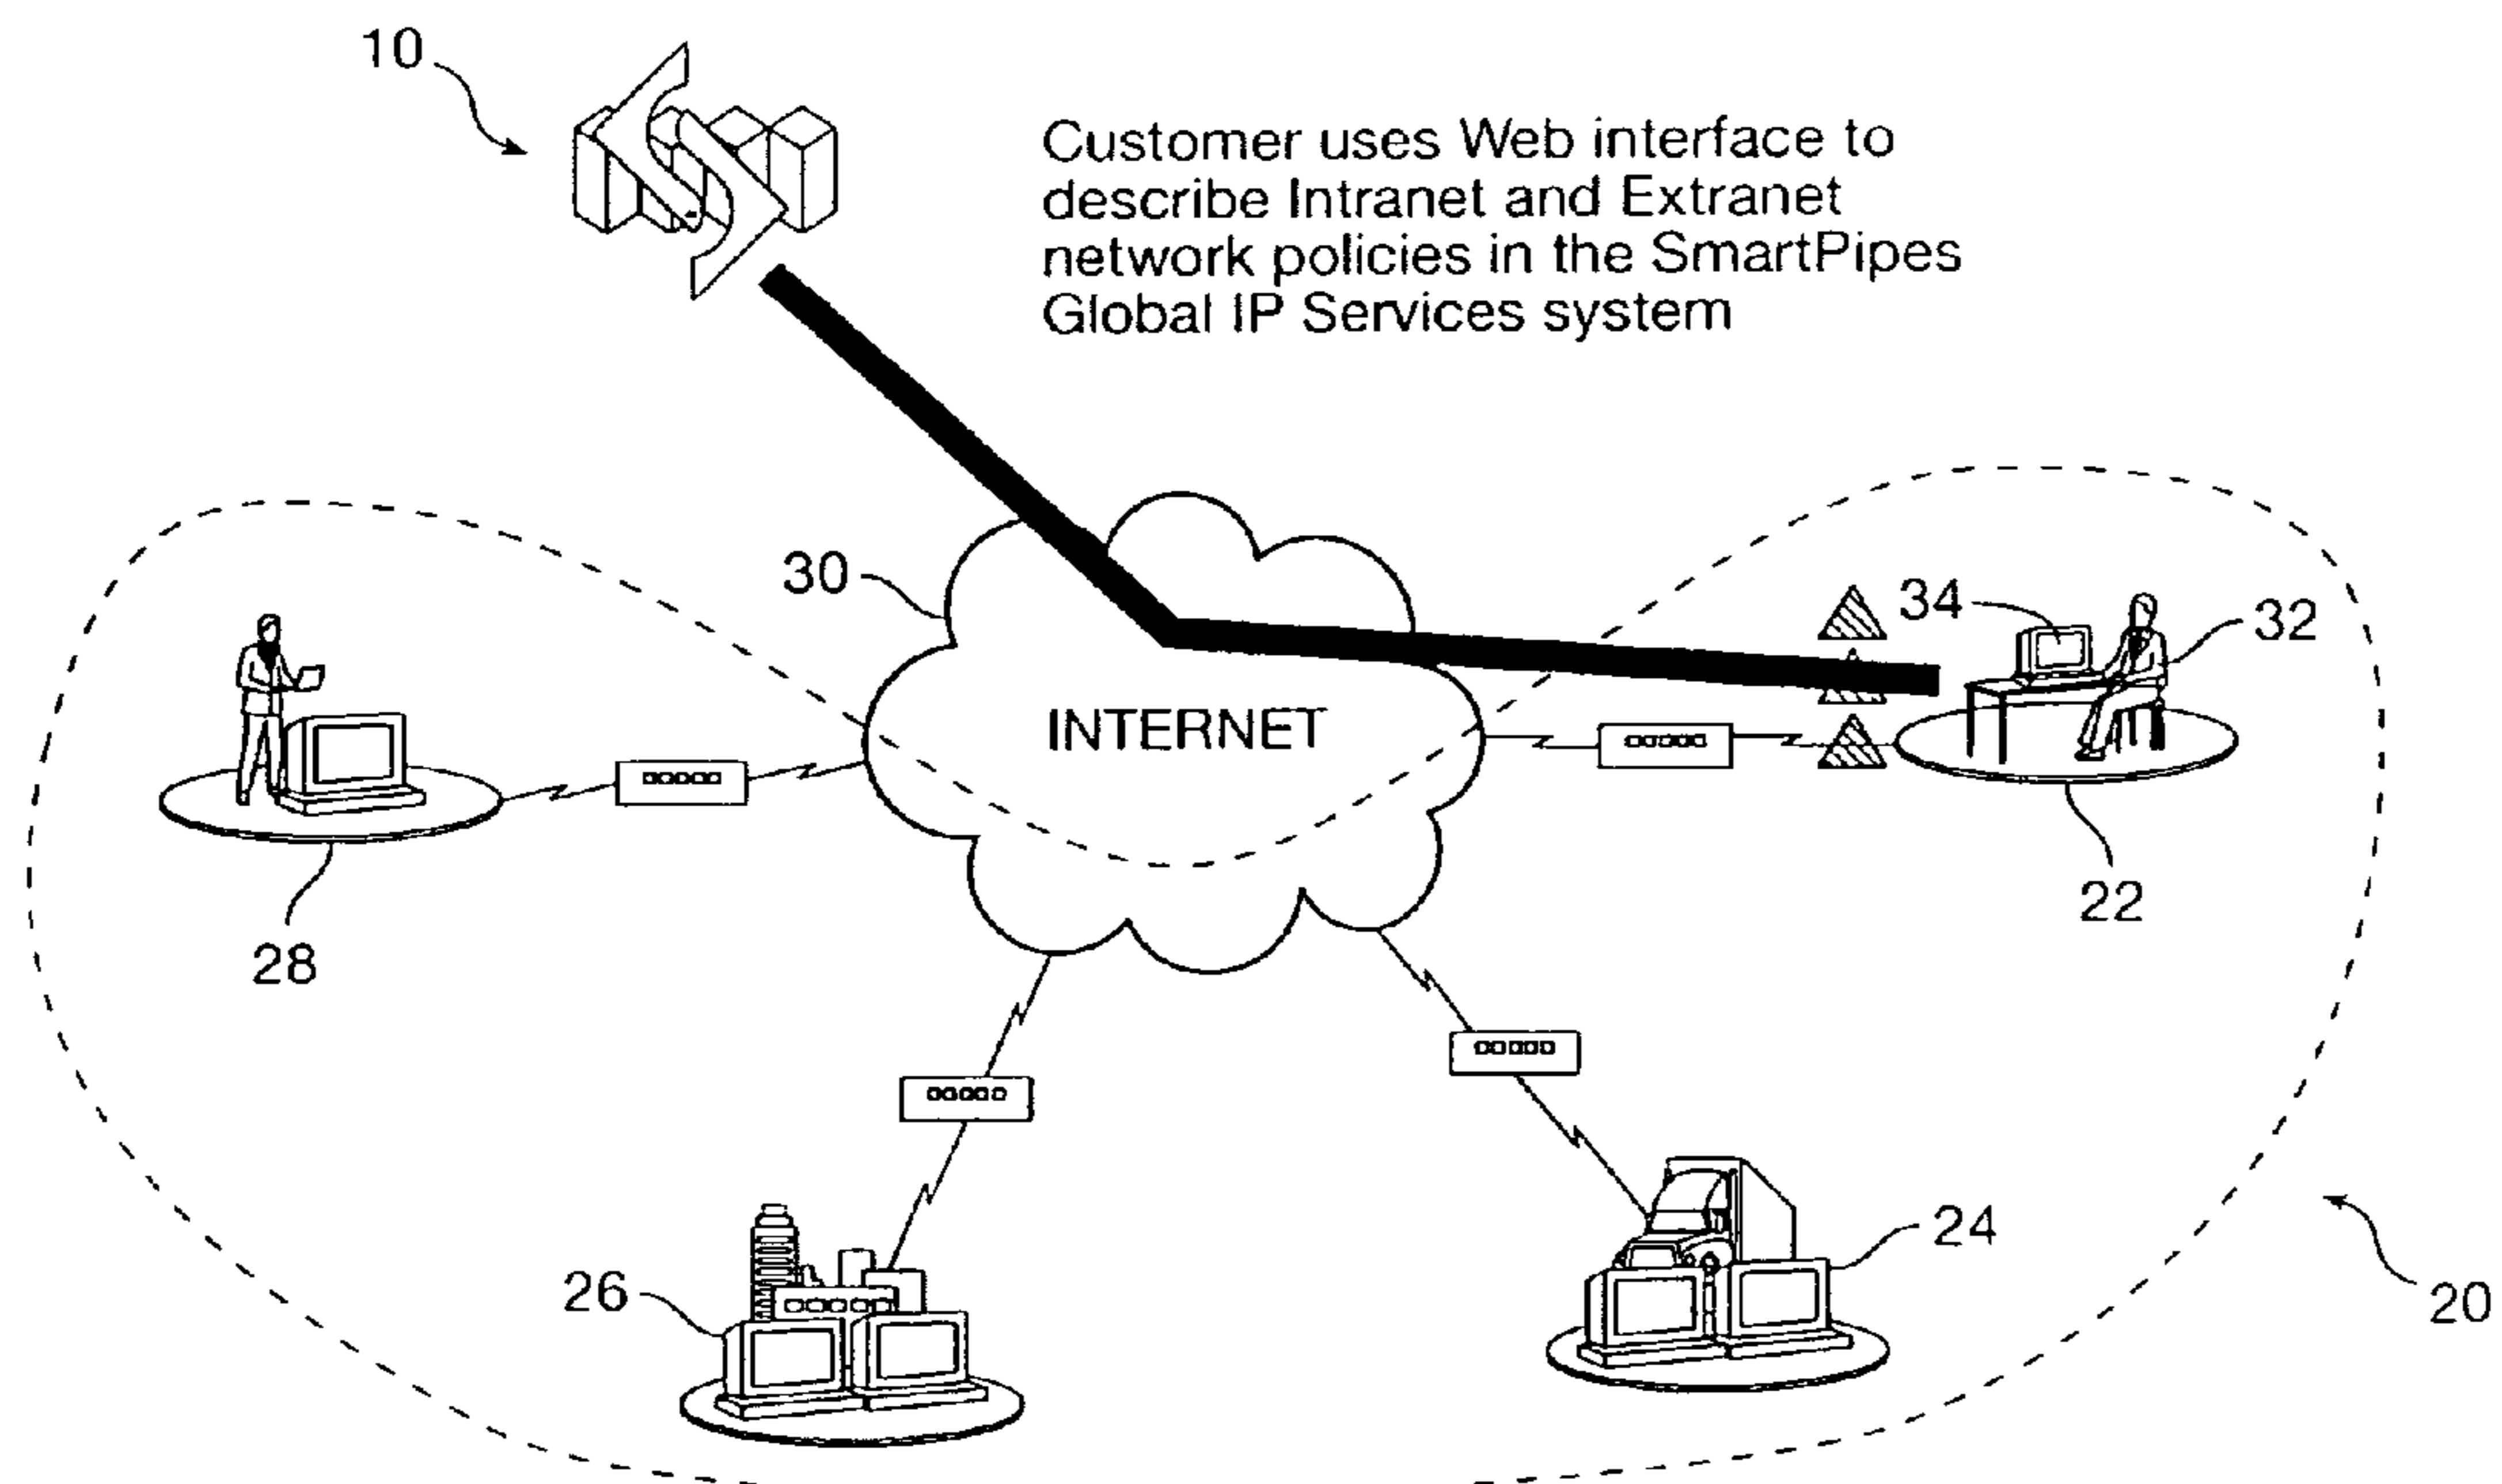 10
Customer uses Web interface to
describe Intranet and Extranet
network policies in the SmartPipes
Global IP Services system
30
34
32
INTERNET
22
28
24
26
20